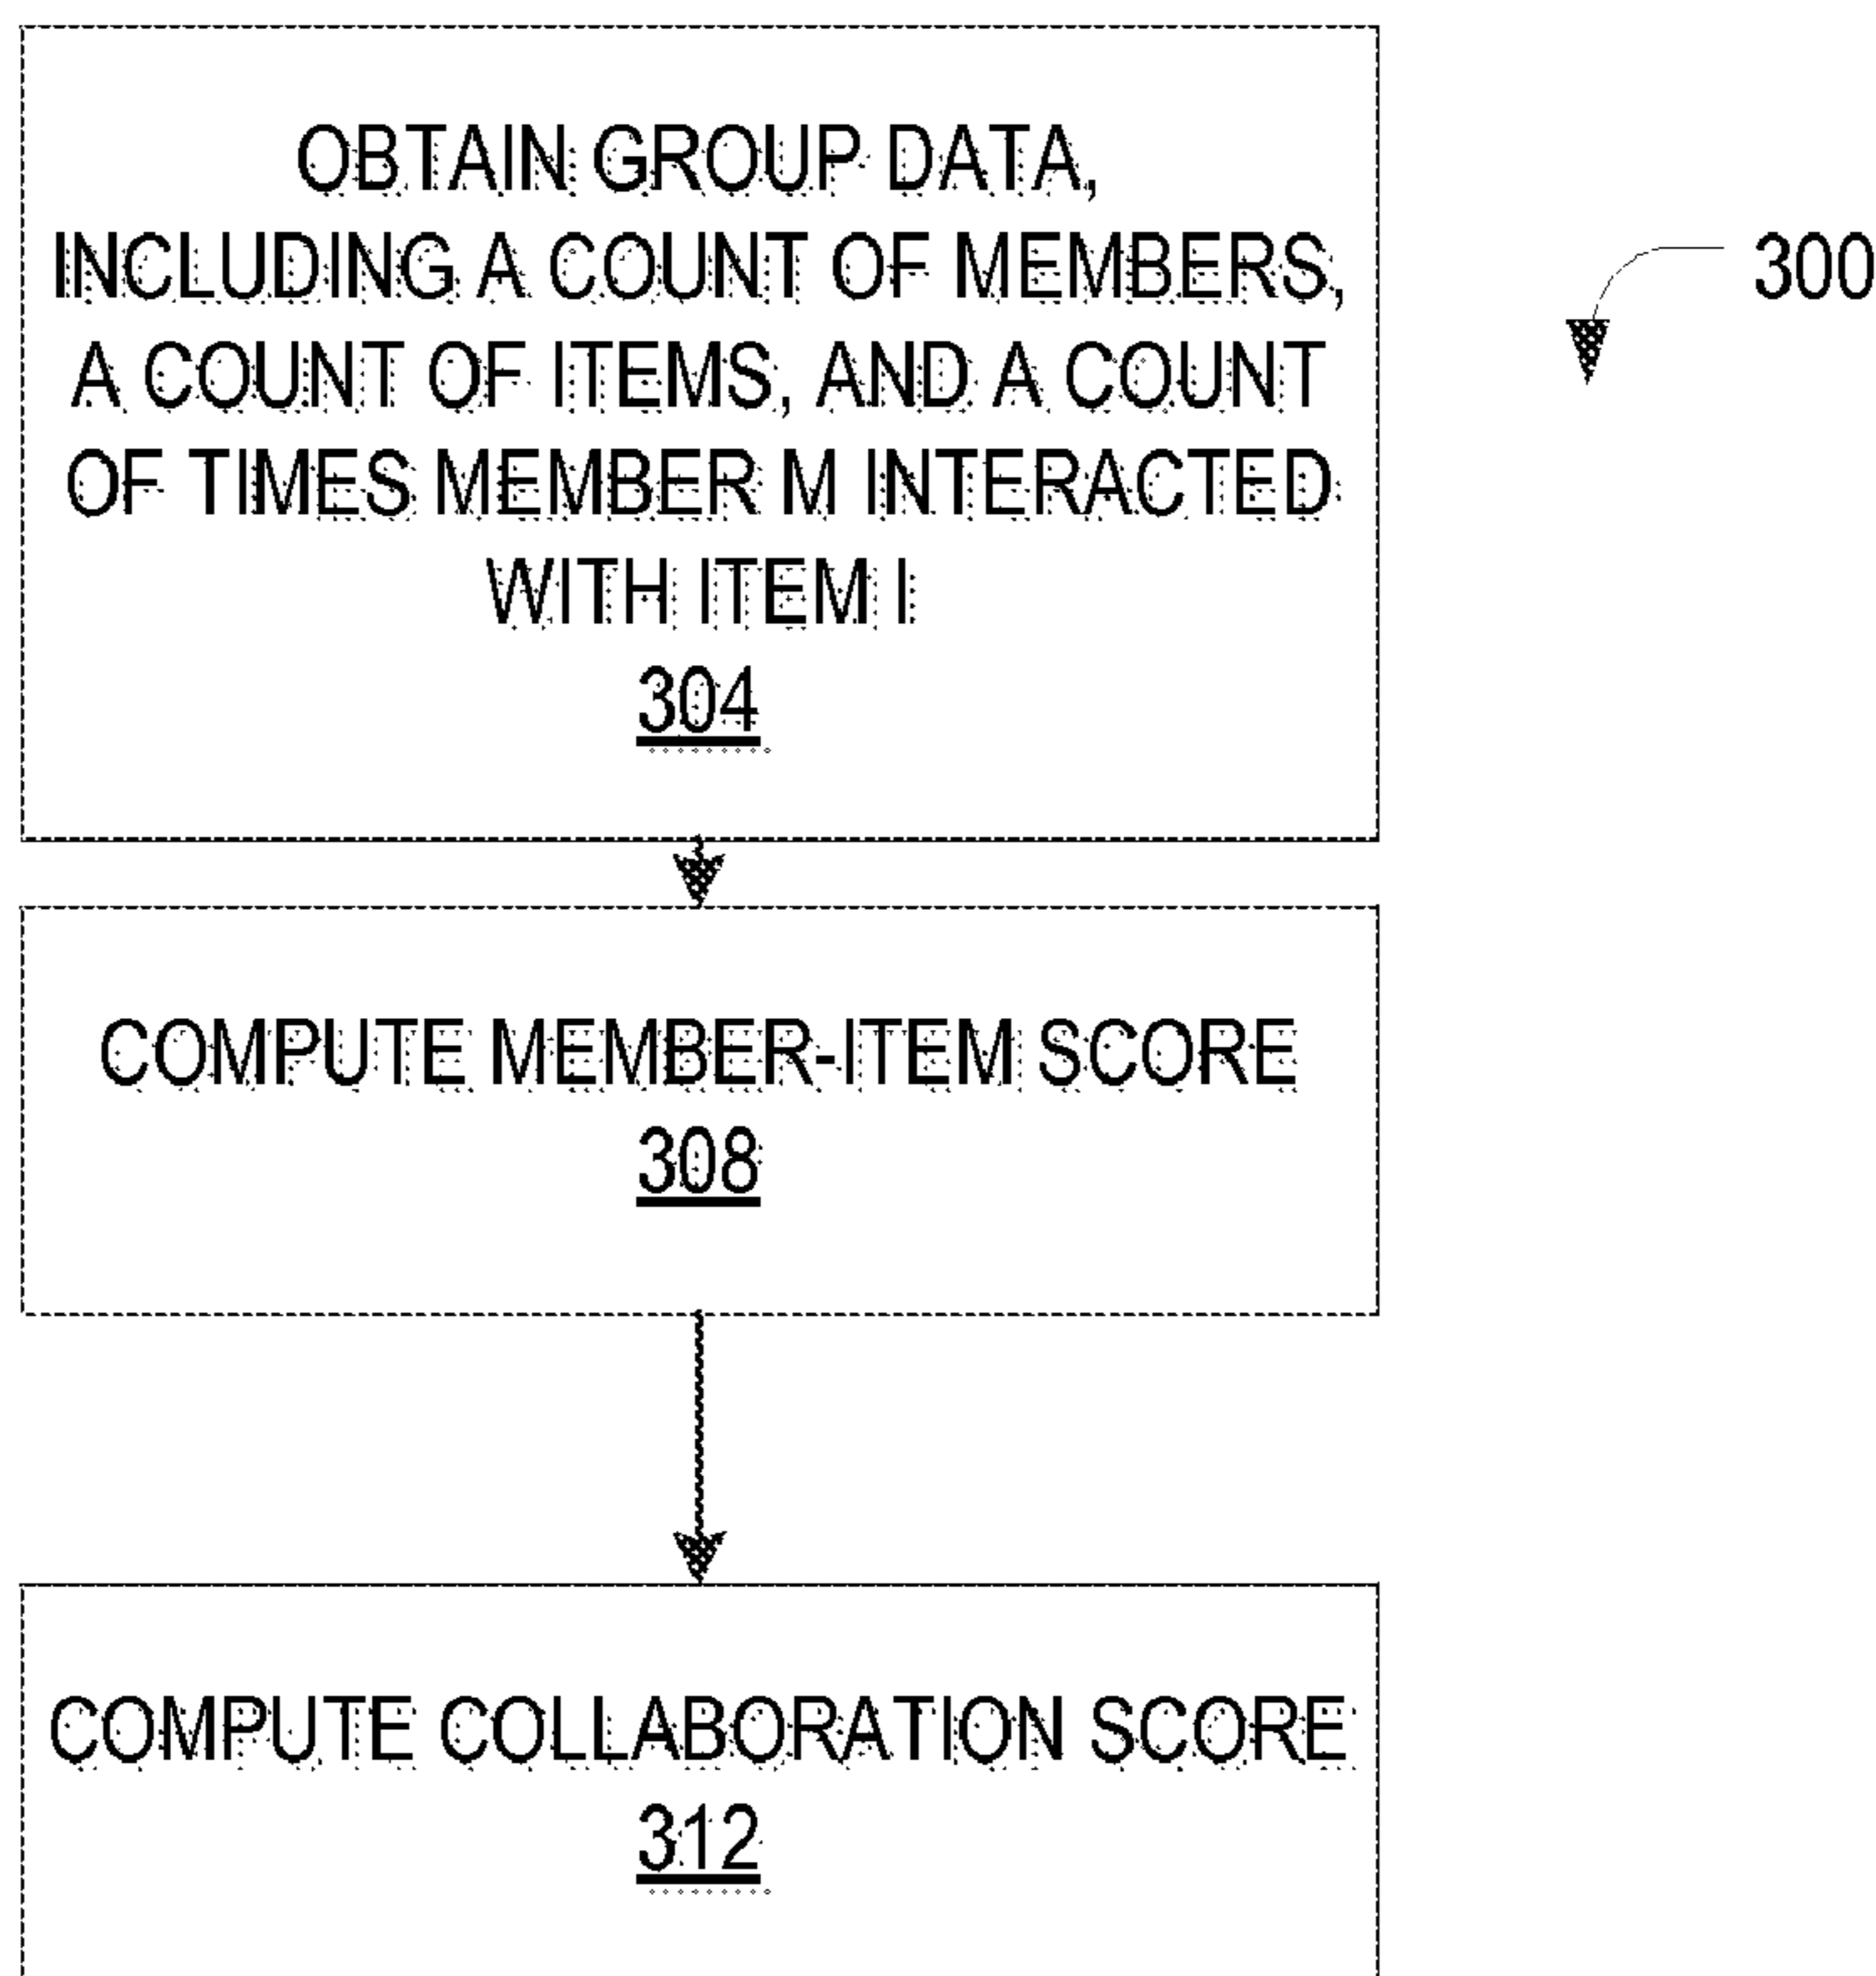 OBTAIN GROUP DATA,
INCLUDING A COUNT OF MEMBERS,
A COUNT OF ITEMS, AND A COUNT
OF TIMES MEMBER M INTERACTED
WITH ITEM I
304
300
COMPUTE MEMBER-ITEM SCORE
308
COMPUTE COLLABORATION SCORE
312